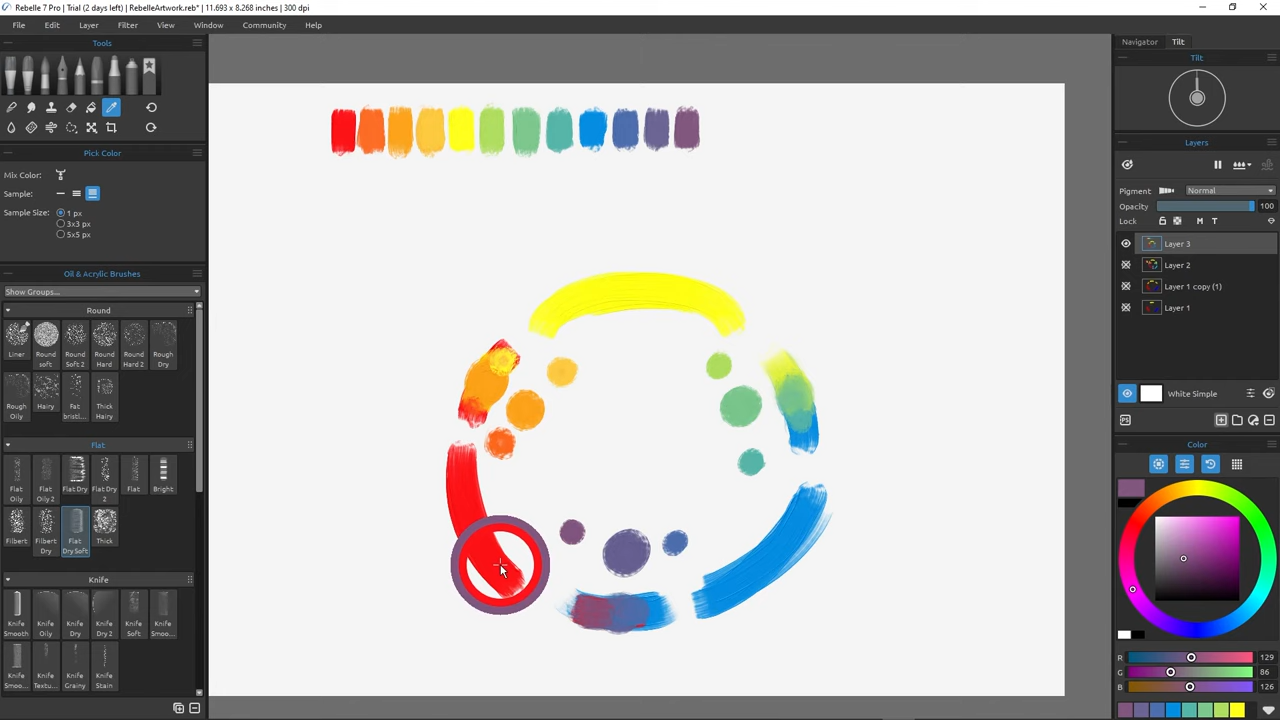 Rebelle 7 Pro | Trial (2 days left) | RebelleArtwork.reb* | 11.693 x 8.268 inches | 300 dpi
File Edit Layer Filter View Window Community Help
Tools
Pick Color
Mix Color:
Sample:
Sample Size: 1 px
3x3 px
5x5 px
Oil & Acrylic Brushes
Show Groups...
Round
Liner Round soft Round Soft 2 Round Hard Round Hard 2 Rough Dry
Rough Oily Hairy Fat bristl... Thick Hairy
Flat
Flat Oily Flat Oily 2 Flat Dry Flat Dry 2 Flat Bright
Filbert Filbert Dry Flat Dry Soft Thick
Knife
Knife Smooth Knife Oily Knife Dry Knife Dry 2 Knife Soft Knife Smoo...
Knife Smoo... Knife Textu... Knife Grainy Knife Stain
Navigator Tilt
Tilt
Layers
Pigment Normal
Opacity 100
Lock M T
Layer 3
Layer 2
Layer 1 copy (1)
Layer 1
White Simple
PS
Color
R 129
G 86
B 126